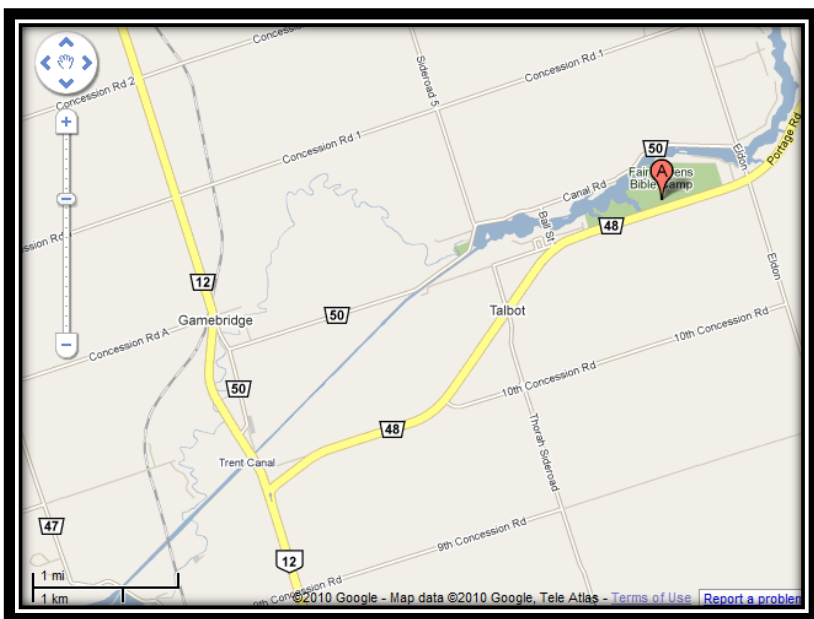 Concession Rd 2
Concession
Sideroad 5
Concession Rd 1
Concession Rd 1
Portage Rd
50
Eldon
A
Bible Camp
Canal Rd
Ball St
48
Eldon
12
50
Talbot
Gamebridge
10th Concession Rd
Concession Rd A
10th Concession Rd
50
48
Thorah Sideroad
Trent Canal
47
9th Concession Rd
12
1 mi
1 km
Concession Rd
©2010 Google - Map data ©2010 Google, Tele Atlas - Terms of Use
Report a problem